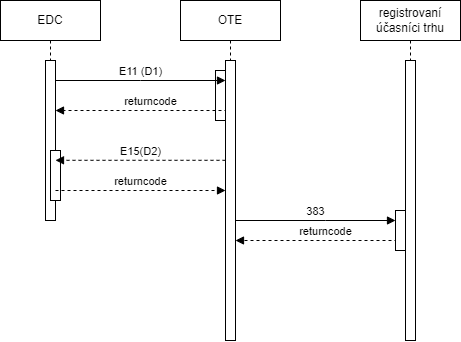 EDC
OTE
registrovaní
účasníci trhu
E11 (D1)
returncode
E15(D2)
returncode
383
returncode